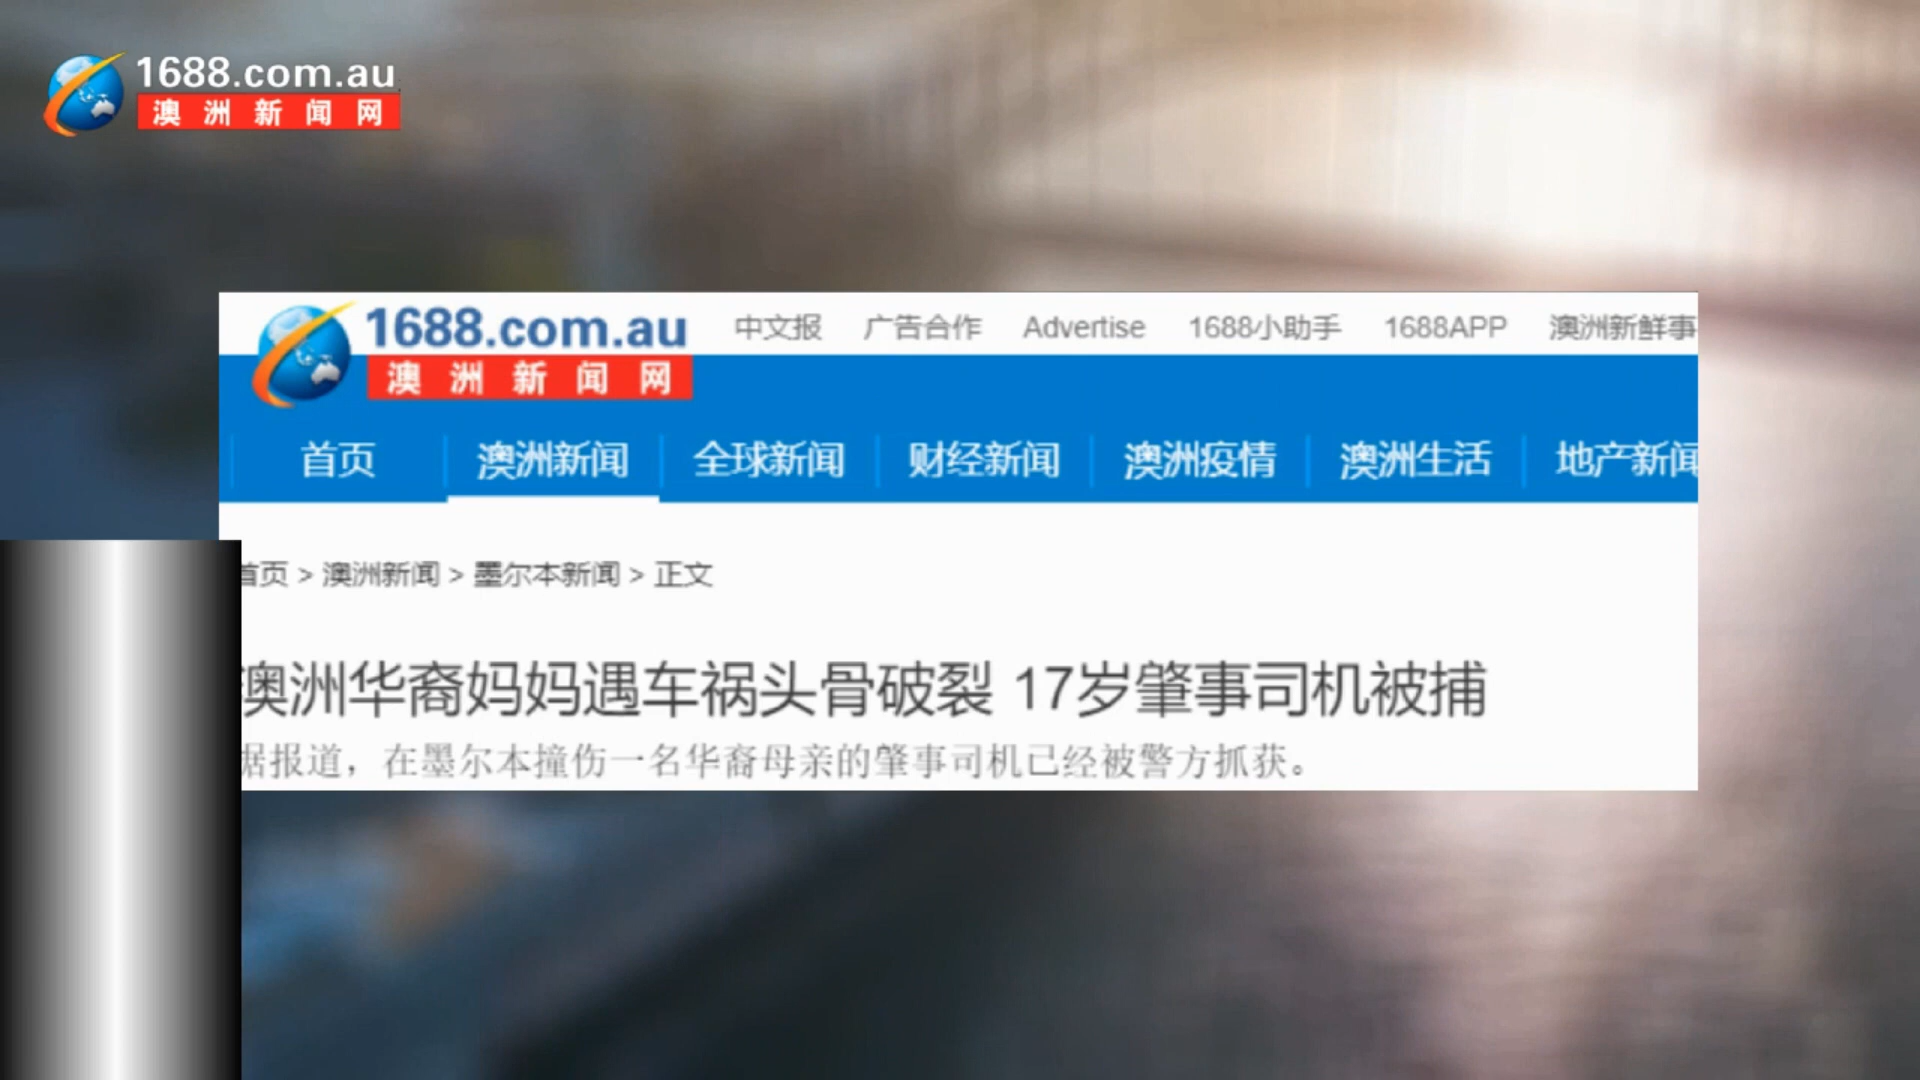 1688.com.au
澳洲新闻网
1688.com.au 中文报 广告合作 Advertise 1688小助手 1688APP 澳洲新鲜事
澳洲新闻网
首页 澳洲新闻 全球新闻 财经新闻 澳洲疫情 澳洲生活 地产新闻
首页 > 澳洲新闻 > 墨尔本新闻 > 正文
澳洲华裔妈妈遇车祸头骨破裂 17岁肇事司机被捕
据报道，在墨尔本撞伤一名华裔母亲的肇事司机已经被警方抓获。